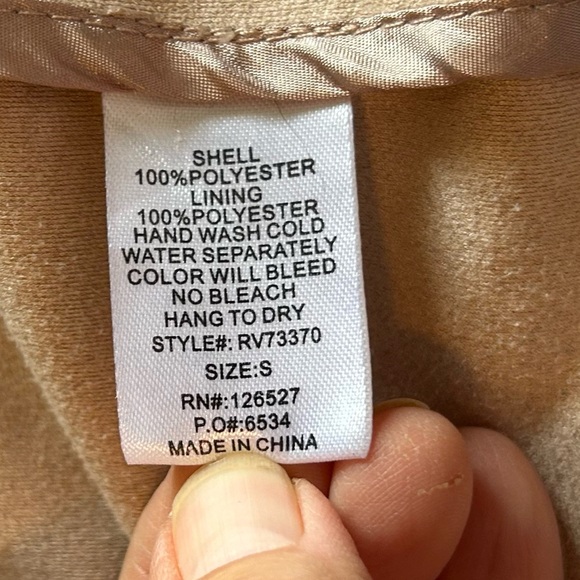 SHELL
100%POLYESTER
LINING
100%POLYESTER
HAND WASH COLD
WATER SEPARATELY
COLOR WILL BLEED
NO BLEACH
HANG TO DRY
STYLE#: RV73370
SIZE:S
RN#:126527
P.O#:6534
MADE IN CHINA